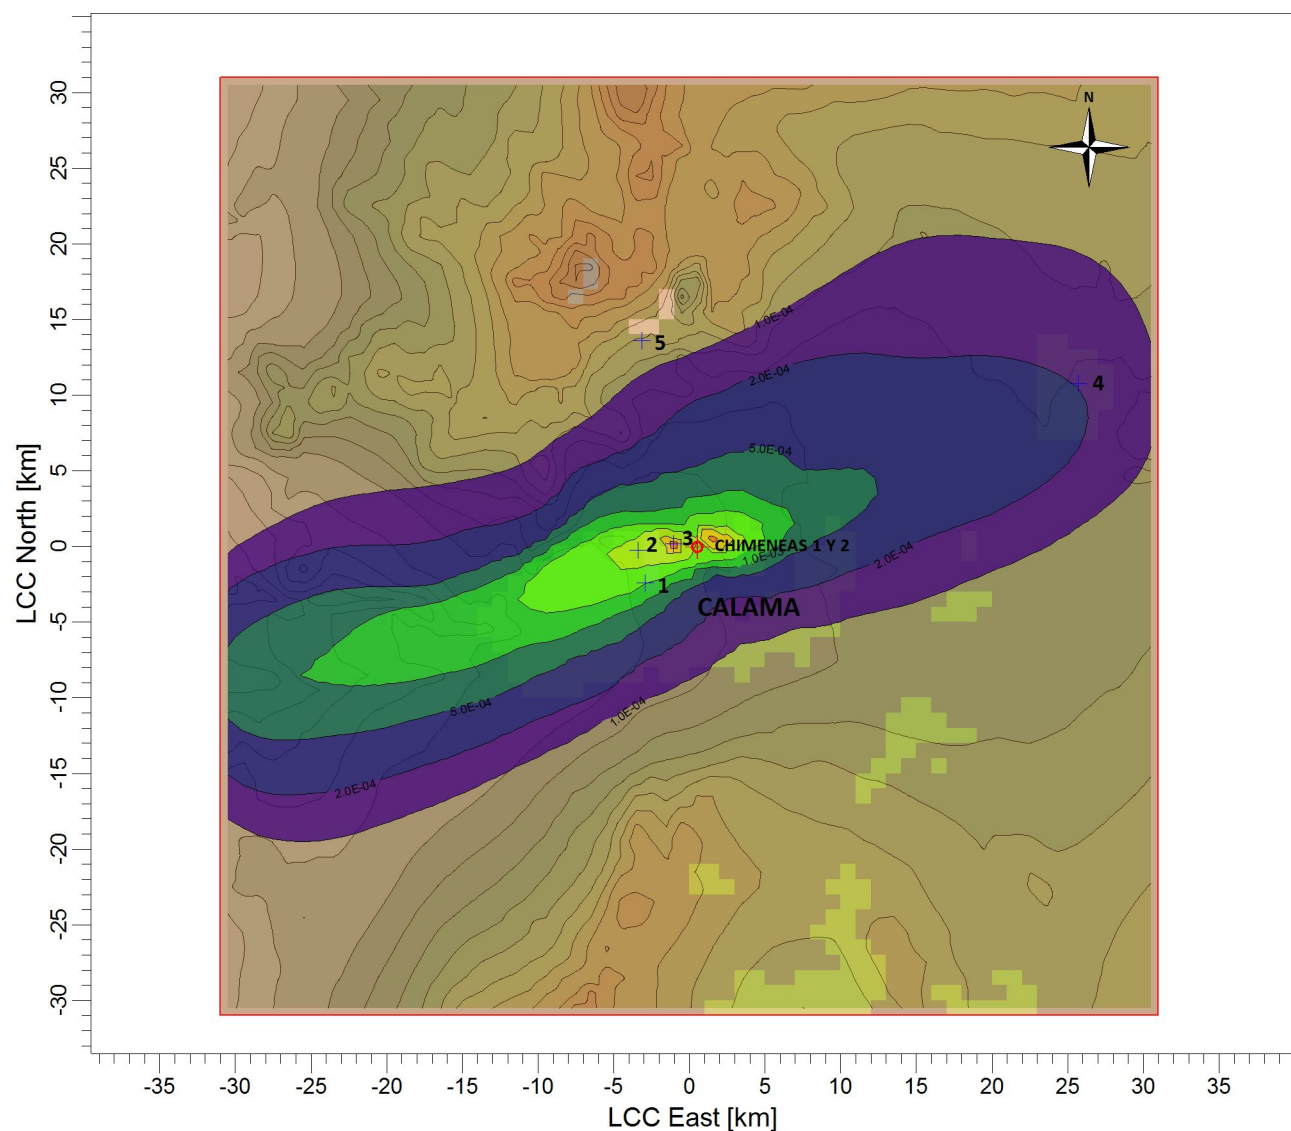 N
30
25
20
15
10
5
0
-5
-10
-15
-20
-25
-30
LCC North [km]
1.0E-04
2.0E-04
5.0E-04
5
4
3
2
CHIMENEAS 1 Y 2
1.0E-03
2.0E-04
1
CALAMA
5.0E-04
1.0E-04
2.0E-04
-35 -30 -25 -20 -15 -10 -5 0 5 10 15 20 25 30 35
LCC East [km]